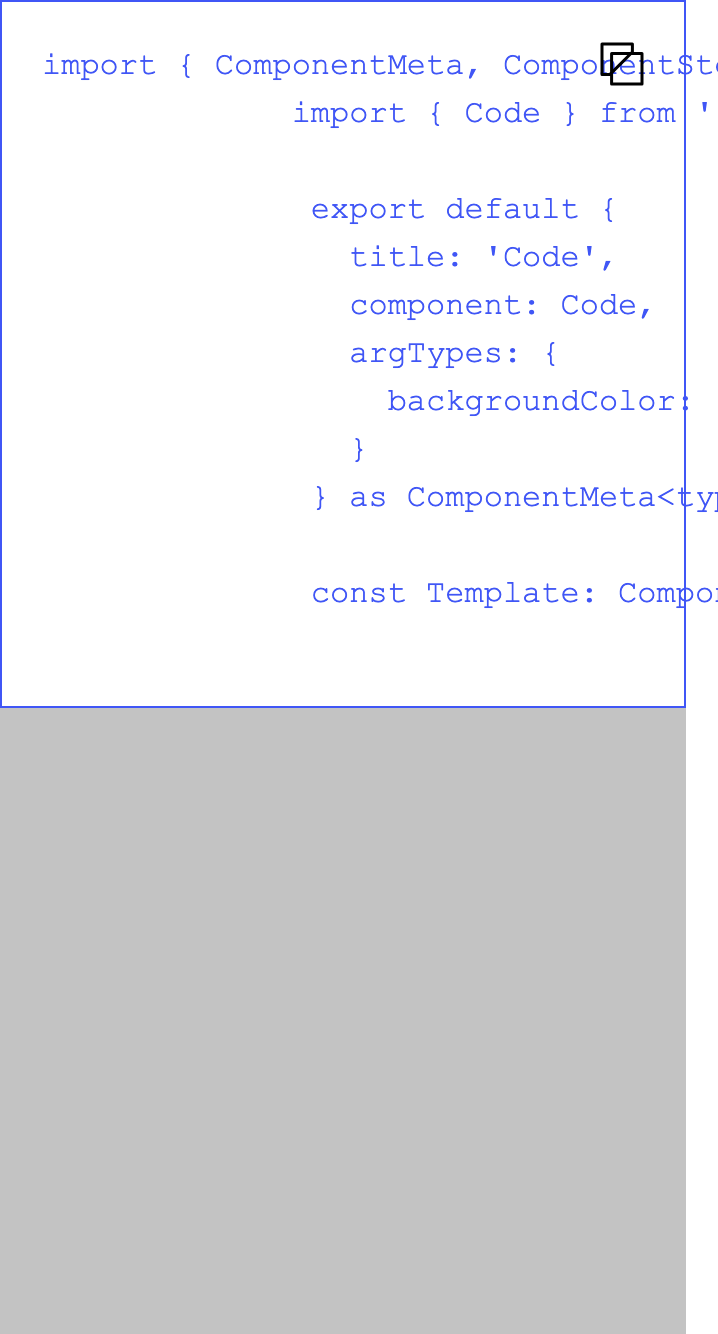 import { ComponentMeta, ComponentSto
import { Code } from '
export default {
title: 'Code',
component: Code,
argTypes: {
backgroundColor:
}
} as ComponentMeta<typ
const Template: Compon